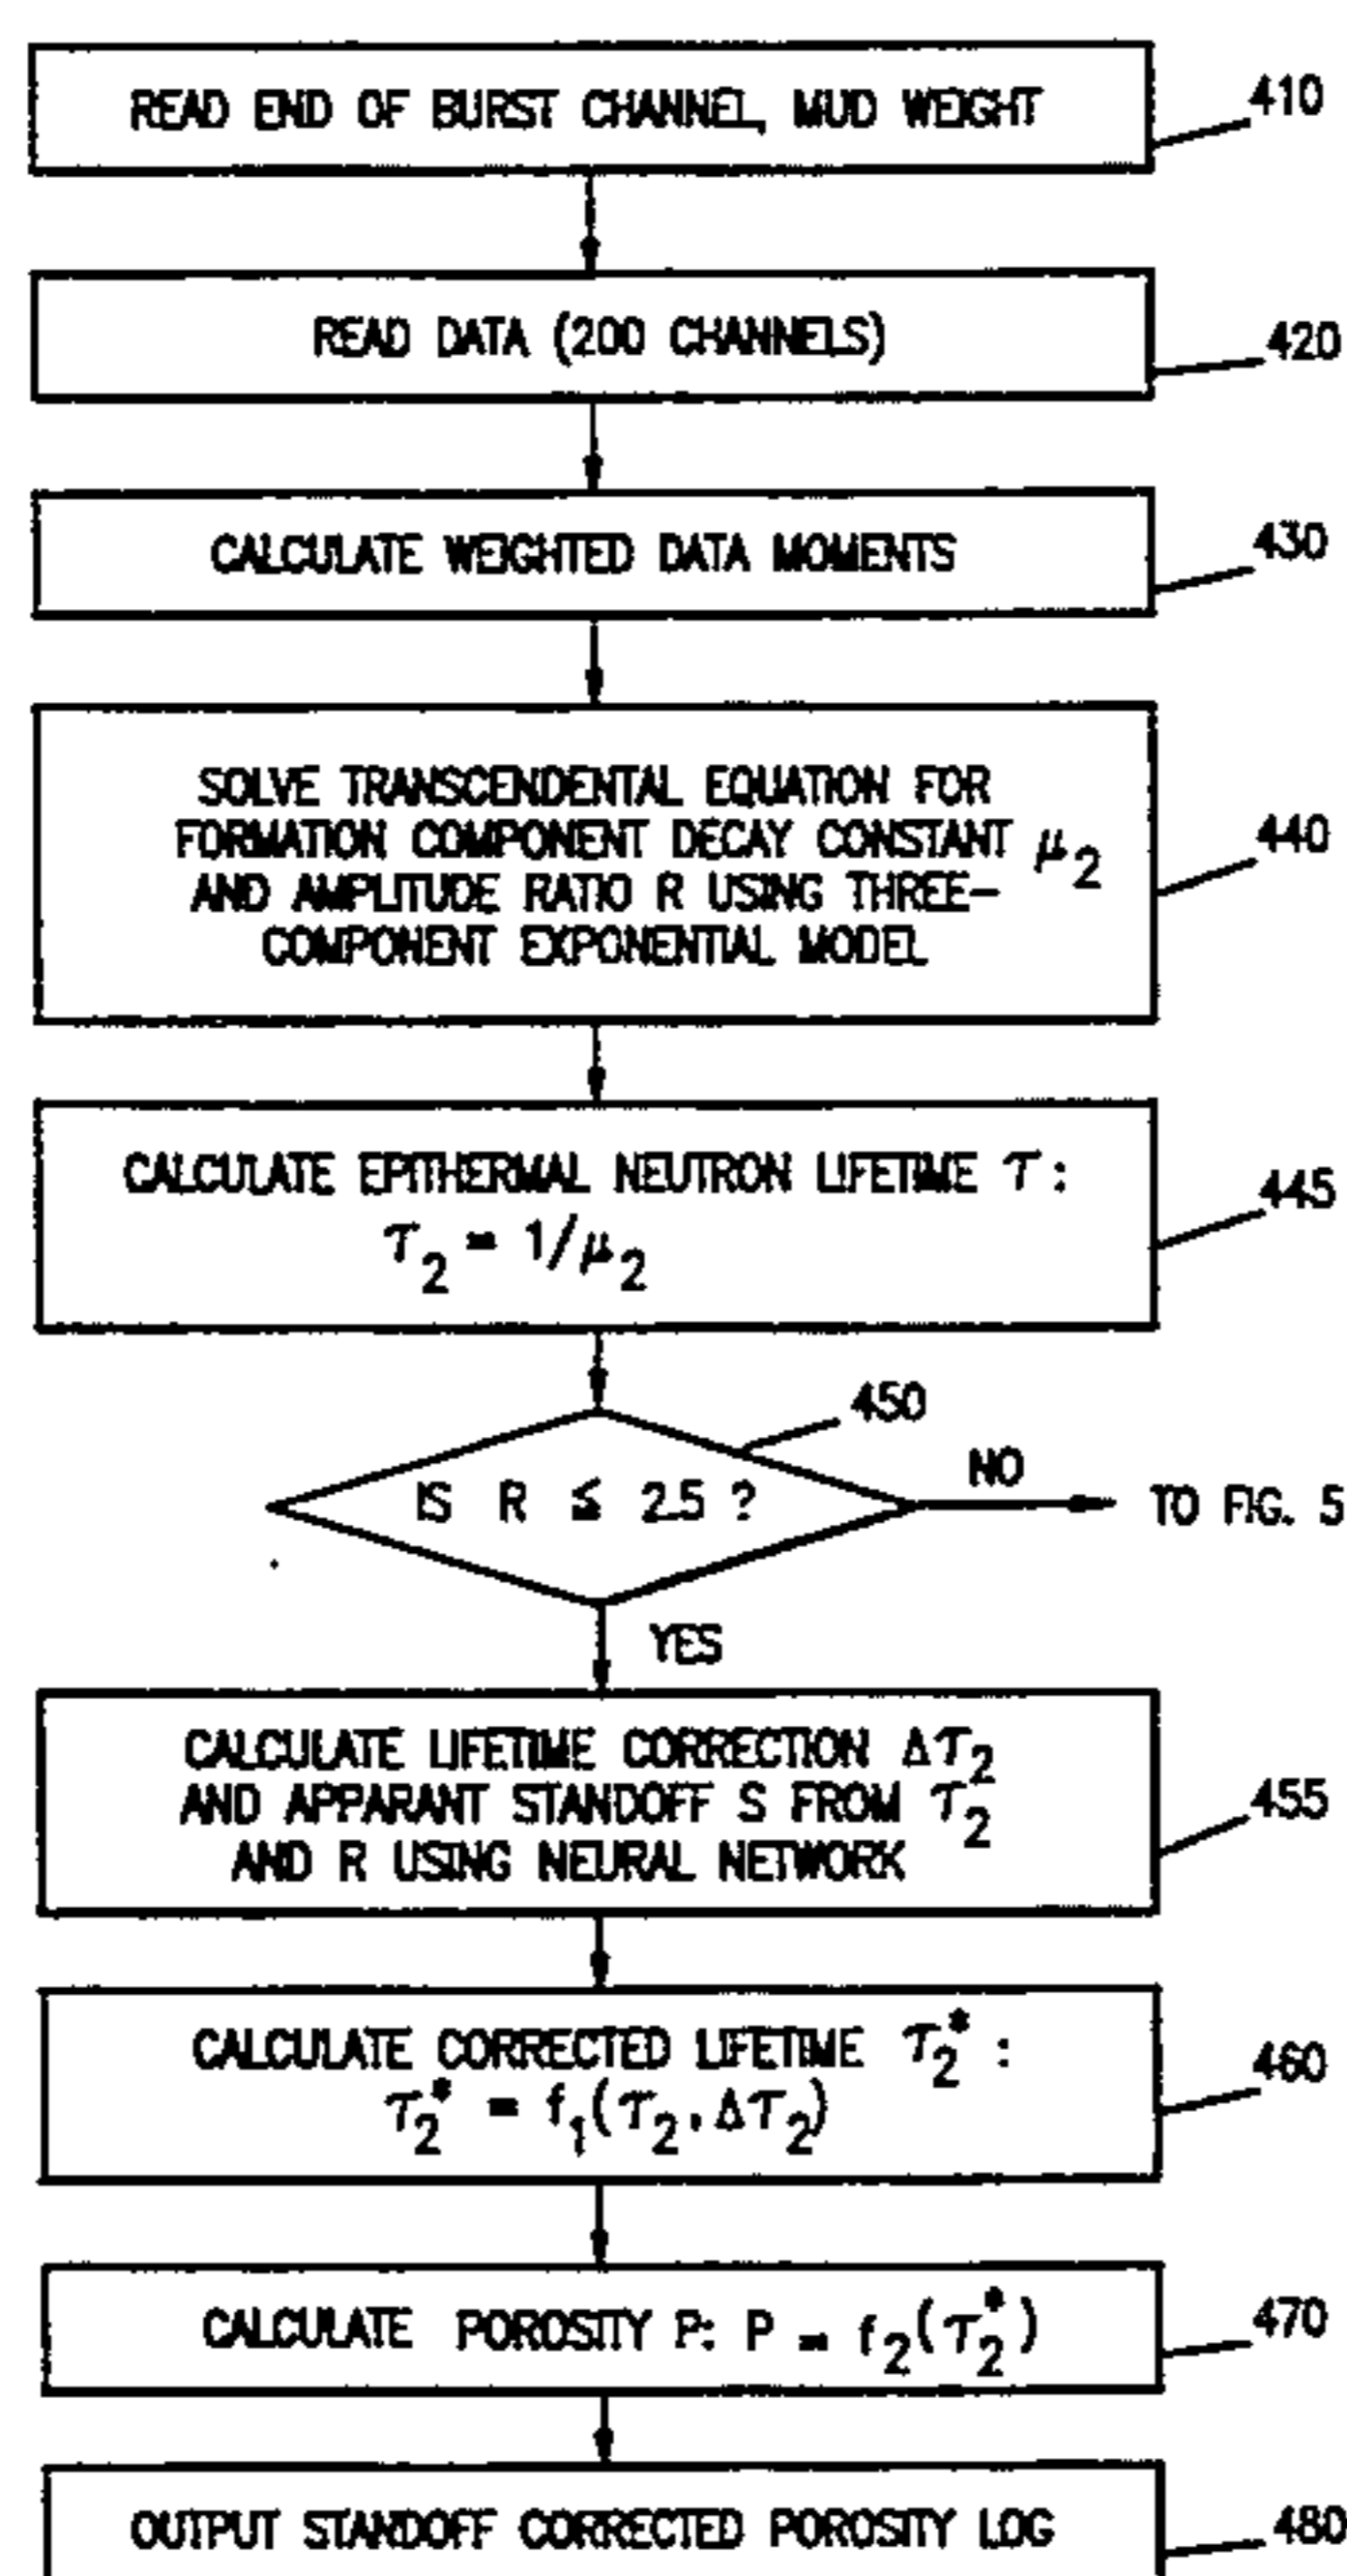 READ END OF BURST CHANNEL, MUD WEIGHT
410
READ DATA (200 CHANNELS)
420
CALCULATE WEIGHTED DATA MOMENTS
430
SOLVE TRANSCENDENTAL EQUATION FOR
FORMATION COMPONENT DECAY CONSTANT μ2
AND AMPLITUDE RATIO R USING THREE-
COMPONENT EXPONENTIAL MODEL
440
CALCULATE EPITHERMAL NEUTRON LIFETIME τ:
τ2 = 1/μ2
445
450
IS R ≦ 2.5 ?
NO
TO FIG. 5
YES
CALCULATE LIFETIME CORRECTION Δτ2
AND APPARANT STANDOFF S FROM τ2
AND R USING NEURAL NETWORK
455
CALCULATE CORRECTED LIFETIME τ2* :
τ2* = f1(τ2, Δτ2)
460
CALCULATE POROSITY P: P = f2(τ2*)
470
OUTPUT STANDOFF CORRECTED POROSITY LOG
480